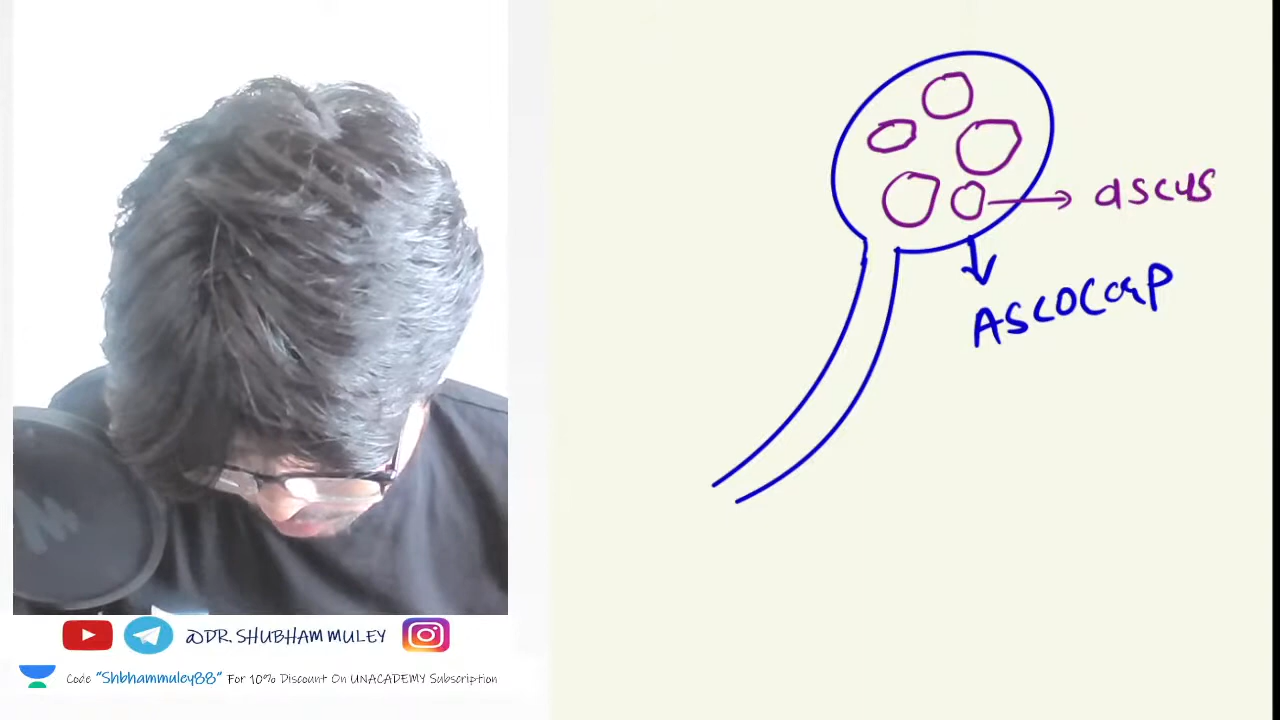 ascus
ASCOCarp
@DR. SHUBHAM MULEY
Code "Shbhammuley88" For 10% Discount On UNACADEMY Subscription